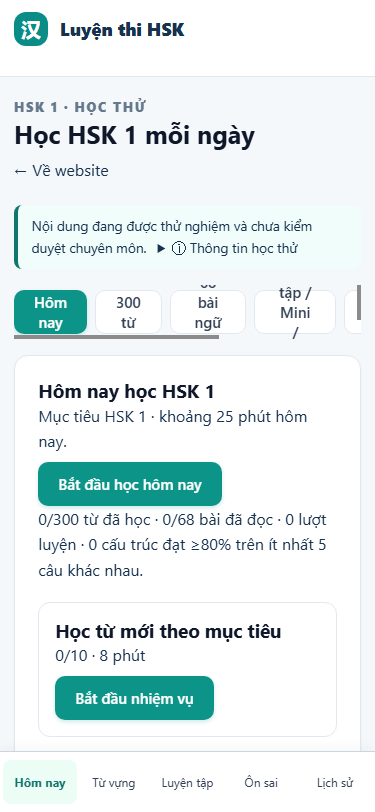 汉 Luyện thi HSK
HSK 1 · HỌC THỬ
Học HSK 1 mỗi ngày
← Về website
Nội dung đang được thử nghiệm và chưa kiểm
duyệt chuyên môn. ▶ ⓘ Thông tin học thử
Hôm
nay
300
từ
bài
ngữ
tập /
Mini
/
Hôm nay học HSK 1
Mục tiêu HSK 1 · khoảng 25 phút hôm
nay.
Bắt đầu học hôm nay
0/300 từ đã học · 0/68 bài đã đọc · 0 lượt
luyện · 0 cấu trúc đạt ≥80% trên ít nhất 5
câu khác nhau.
Học từ mới theo mục tiêu
0/10 · 8 phút
Bắt đầu nhiệm vụ
Hôm nay
Từ vựng
Luyện tập
Ôn sai
Lịch sử